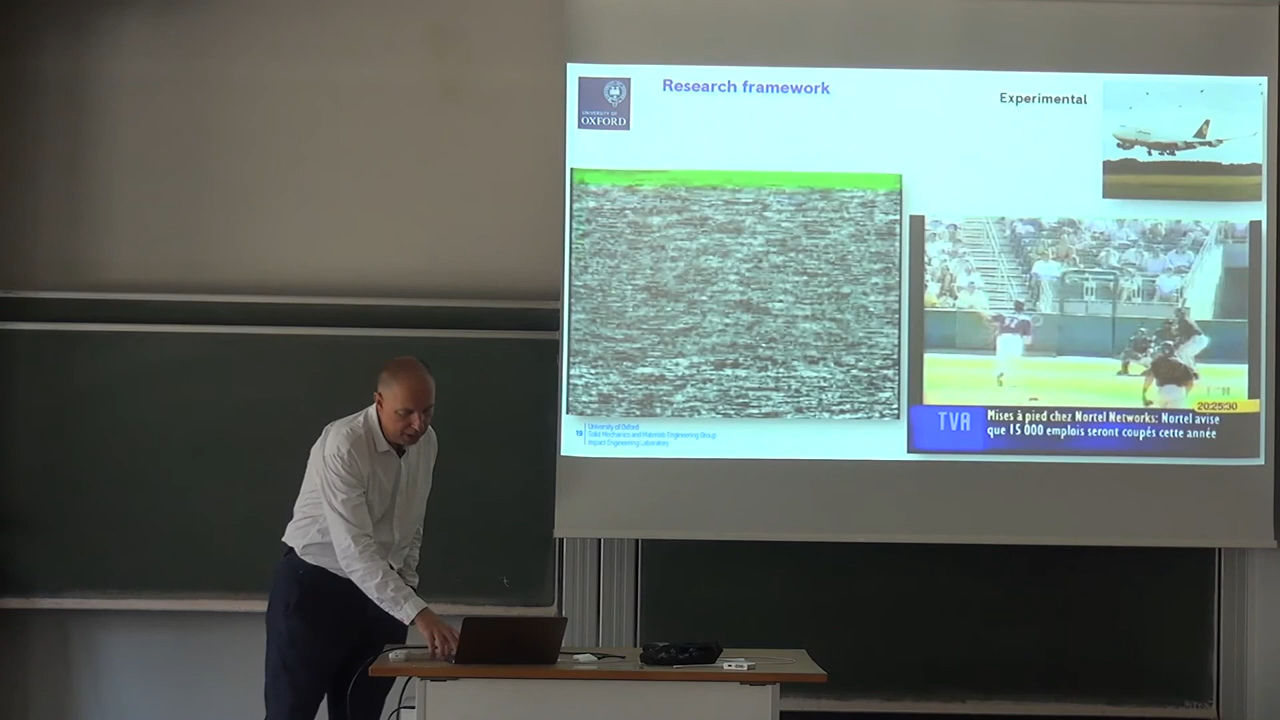 Research framework
Experimental
UNIVERSITY OF
OXFORD
20:25:30
TVA
Mises à pied chez Nortel Networks: Nortel avise
que 15 000 emplois seront coupés cette année
19
University of Oxford
Solid Mechanics and Materials Engineering Group
Impact Engineering Laboratory